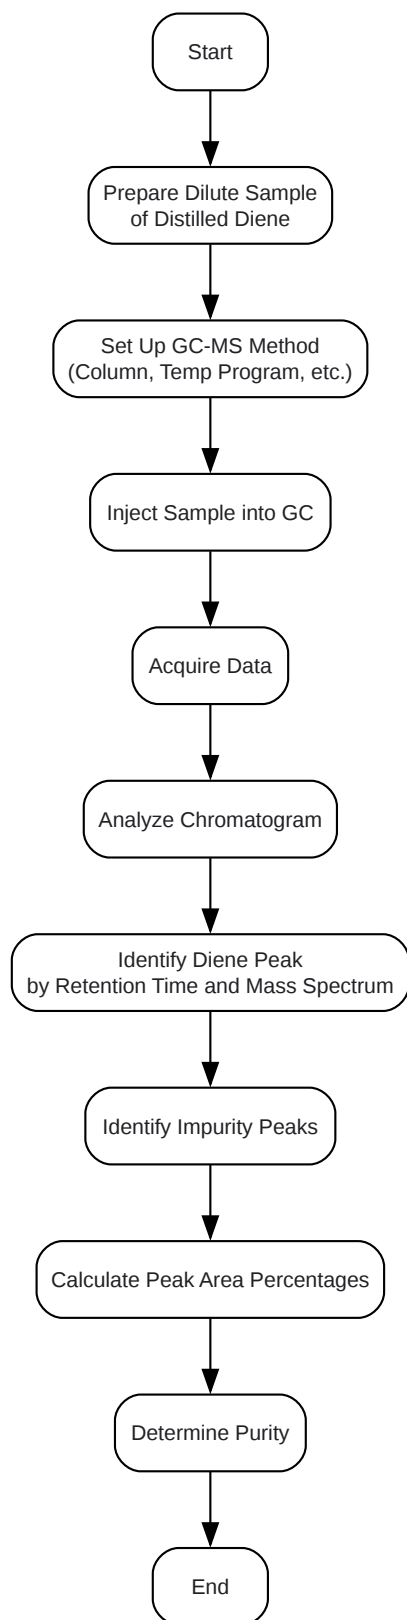 Start
Prepare Dilute Sample
of Distilled Diene
Set Up GC-MS Method
(Column, Temp Program, etc.)
Inject Sample into GC
Acquire Data
Analyze Chromatogram
Identify Diene Peak
by Retention Time and Mass Spectrum
Identify Impurity Peaks
Calculate Peak Area Percentages
Determine Purity
End